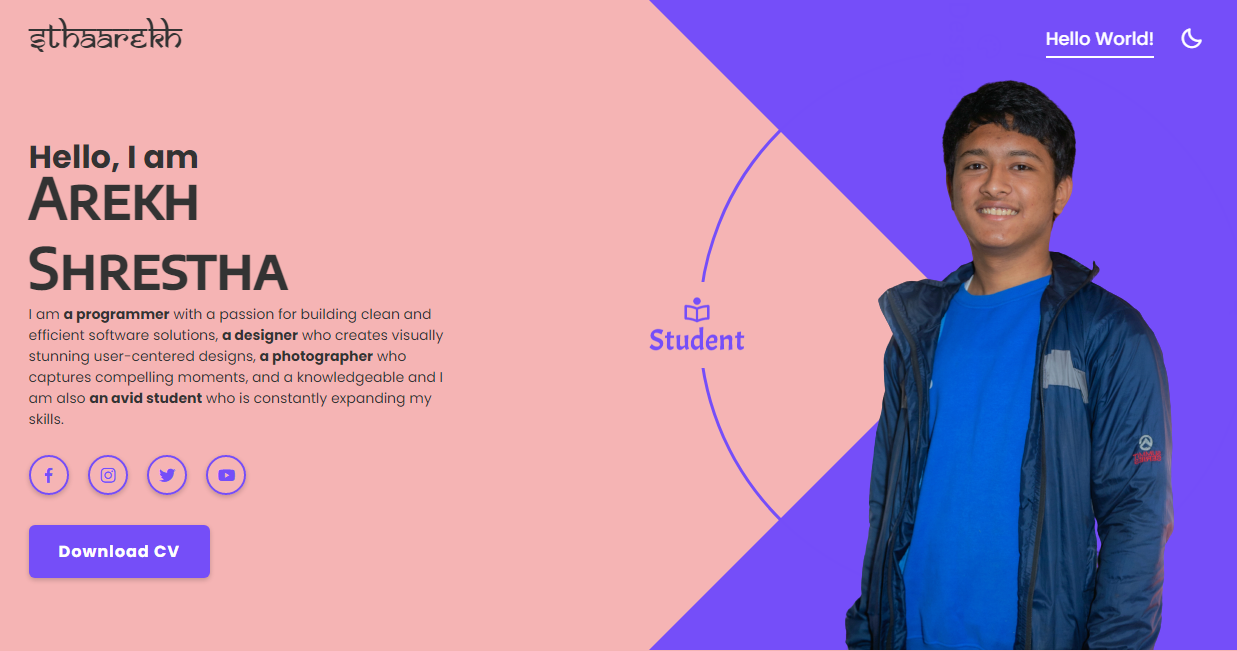 sthaarekh
Hello World!
Hello, I am
AREKH
SHRESTHA
I am a programmer with a passion for building clean and
efficient software solutions, a designer who creates visually
stunning user-centered designs, a photographer who
captures compelling moments, and a knowledgeable and I
am also an avid student who is constantly expanding my
skills.
Student
Download CV